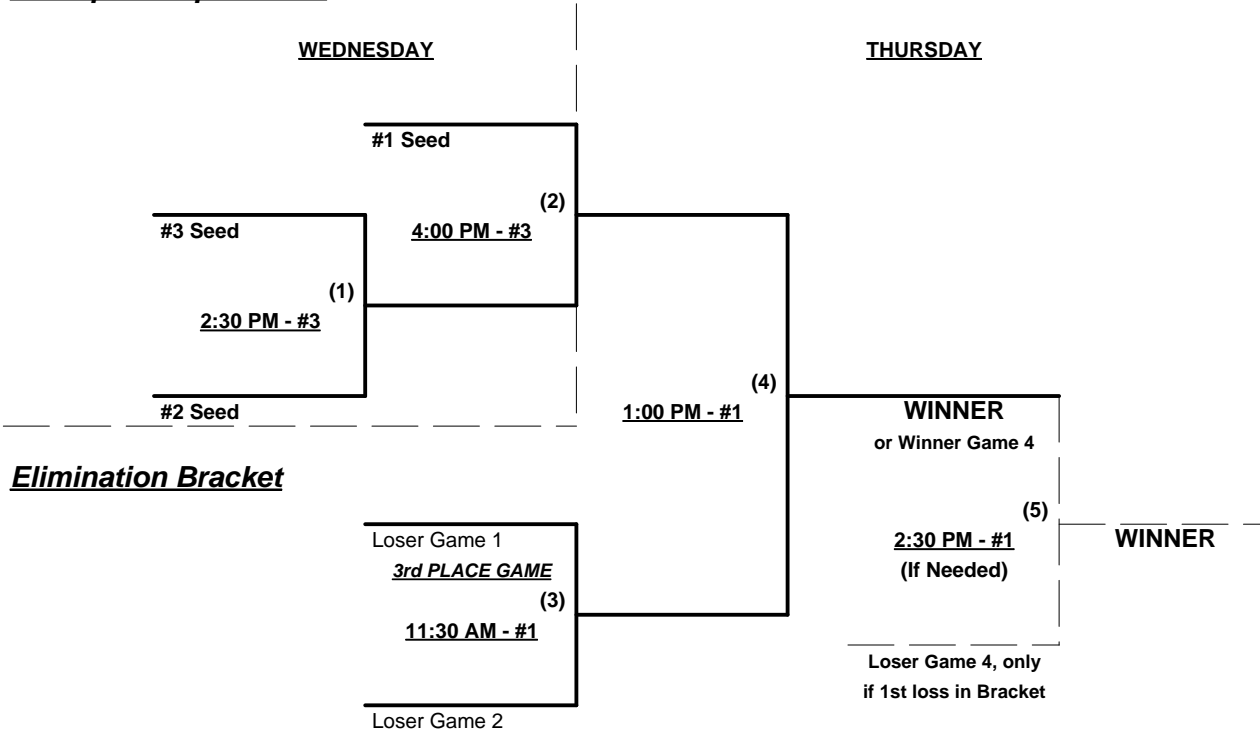 WEDNESDAY
THURSDAY
#1 Seed
(2)
#3 Seed
4:00 PM - #3
(1)
2:30 PM - #3
(4)
#2 Seed
1:00 PM - #1
WINNER
or Winner Game 4
Elimination Bracket
(5)
Loser Game 1
2:30 PM - #1
WINNER
3rd PLACE GAME
(If Needed)
(3)
11:30 AM - #1
Loser Game 4, only
if 1st loss in Bracket
Loser Game 2